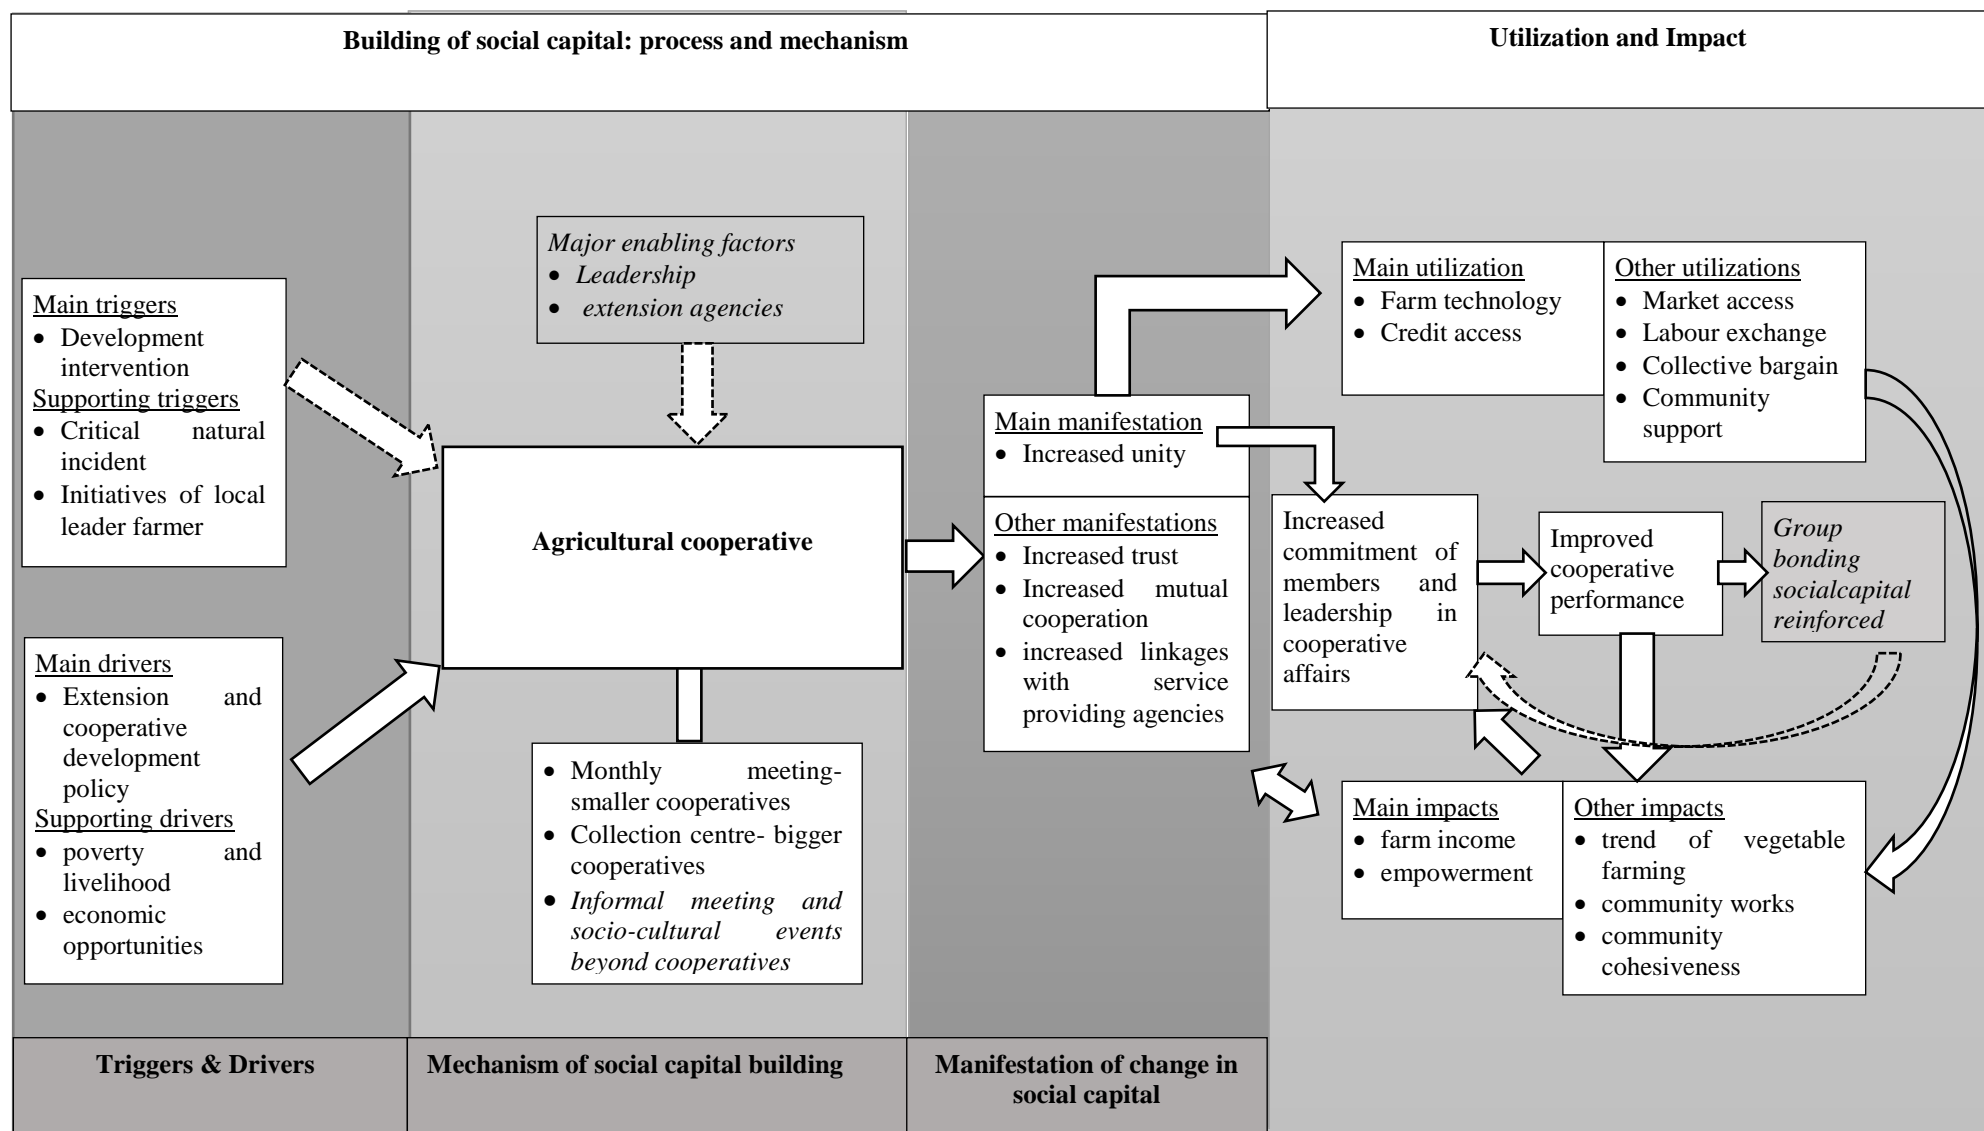 Building of social capital: process and mechanism
Utilization and Impact
Main triggers
• Development
intervention
Supporting triggers
• Critical natural
incident
• Initiatives of local
leader farmer
Main drivers
• Extension and
cooperative
development
policy
Supporting drivers
• poverty and
livelihood
• economic
opportunities
Major enabling factors
• Leadership
• extension agencies
Agricultural cooperative
• Monthly meeting-
smaller cooperatives
• Collection centre- bigger
cooperatives
• Informal meeting and
socio-cultural events
beyond cooperatives
Main manifestation
• Increased unity
Other manifestations
• Increased trust
• Increased mutual
cooperation
• increased linkages
with service
providing agencies
Main utilization
• Farm technology
• Credit access
Other utilizations
• Market access
• Labour exchange
• Collective bargain
• Community
support
Increased
commitment of
members and
leadership in
cooperative
affairs
Improved
cooperative
performance
Group
bonding
socialcapital
reinforced
Main impacts
• farm income
• empowerment
Other impacts
• trend of vegetable
farming
• community works
• community
cohesiveness
Triggers & Drivers
Mechanism of social capital building
Manifestation of change in
social capital